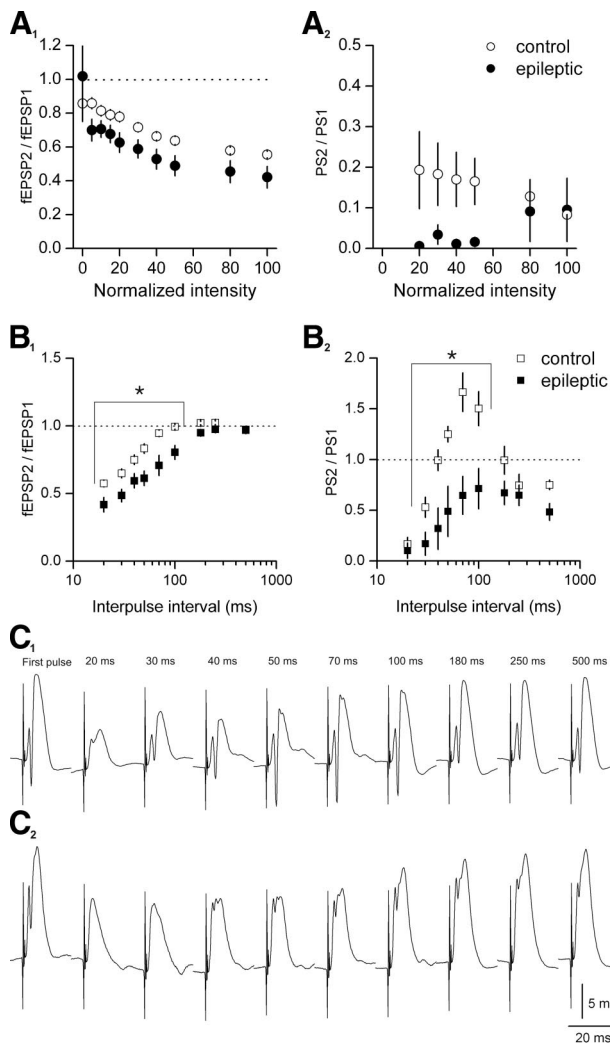 A1
fEPSP2 / fEPSP1
1.2
1.0
0.8
0.6
0.4
0.2
0.0
0 20 40 60 80 100
Normalized intensity
A2
control
epileptic
PS2 / PS1
0.5
0.4
0.3
0.2
0.1
0.0
0 20 40 60 80 100
Normalized intensity
B1
fEPSP2 / fEPSP1
1.5
*
1.0
0.5
0.0
10 100 1000
Interpulse interval (ms)
B2
control
epileptic
PS2 / PS1
2.0
*
1.5
1.0
0.5
0.0
10 100 1000
Interpulse interval (ms)
C1
First pulse 20 ms 30 ms 40 ms 50 ms 70 ms 100 ms 180 ms 250 ms 500 ms
C2
5 m
20 ms